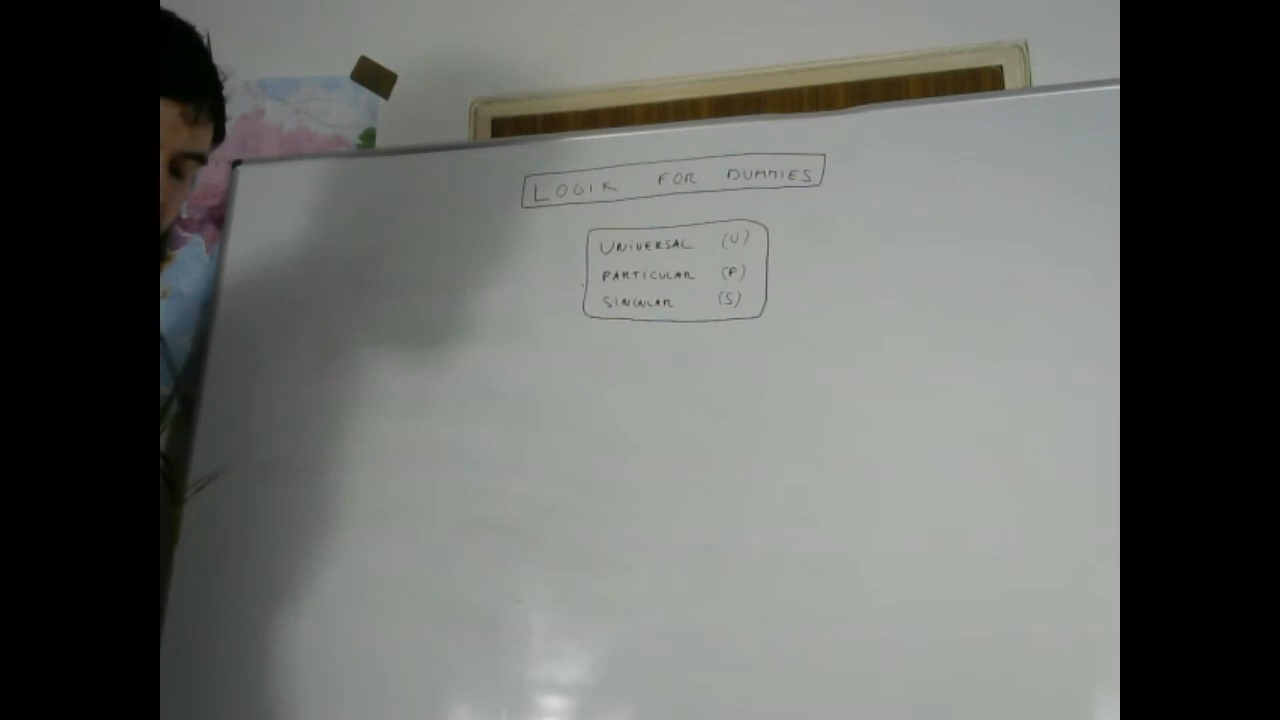 LOGIK FOR DUMMIES
UNIVERSAL (U)
PARTICULAR (P)
SINGULAR (S)